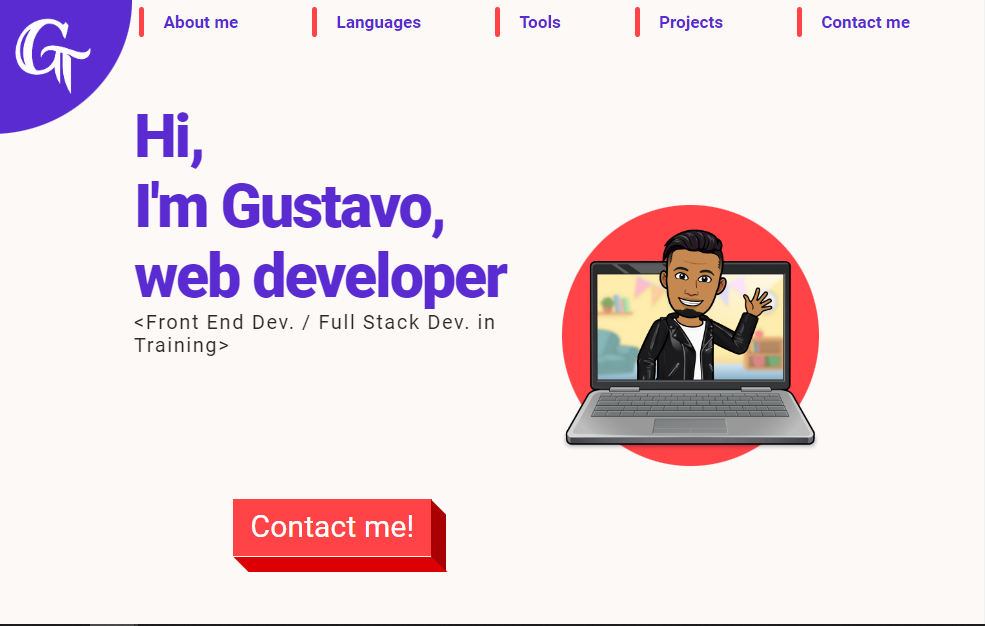 GT
About me
Languages
Tools
Projects
Contact me
Hi,
I'm Gustavo,
web developer
<Front End Dev. / Full Stack Dev. in
Training>
Contact me!